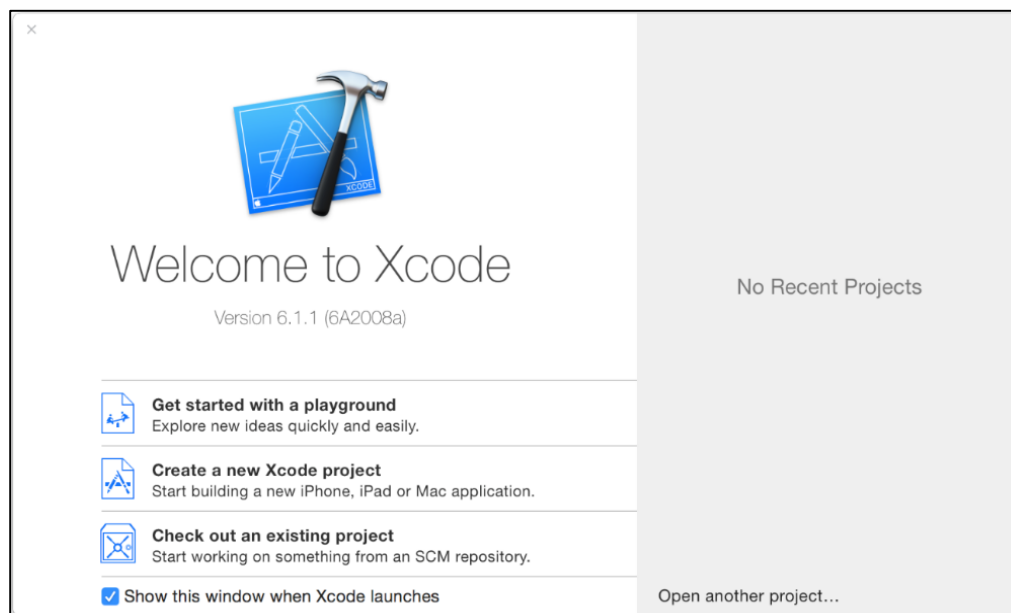 XCODE
Welcome to Xcode
Version 6.1.1 (6A2008a)
Get started with a playground
Explore new ideas quickly and easily.
Create a new Xcode project
Start building a new iPhone, iPad or Mac application.
Check out an existing project
Start working on something from an SCM repository.
Show this window when Xcode launches
No Recent Projects
Open another project...